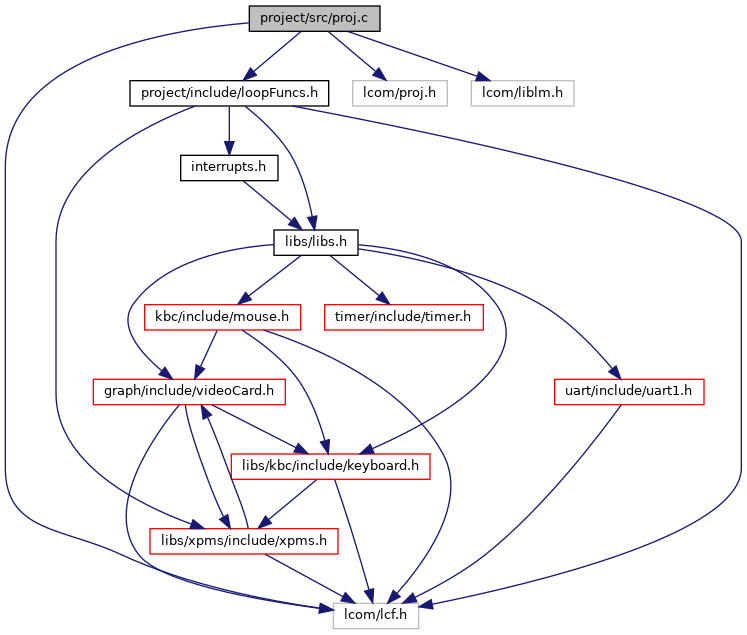 project/src/proj.c
project/include/loopFuncs.h
lcom/proj.h
lcom/liblm.h
interrupts.h
libs/libs.h
kbc/include/mouse.h
timer/include/timer.h
graph/include/videoCard.h
uart/include/uart1.h
libs/kbc/include/keyboard.h
libs/xpms/include/xpms.h
lcom/lcf.h